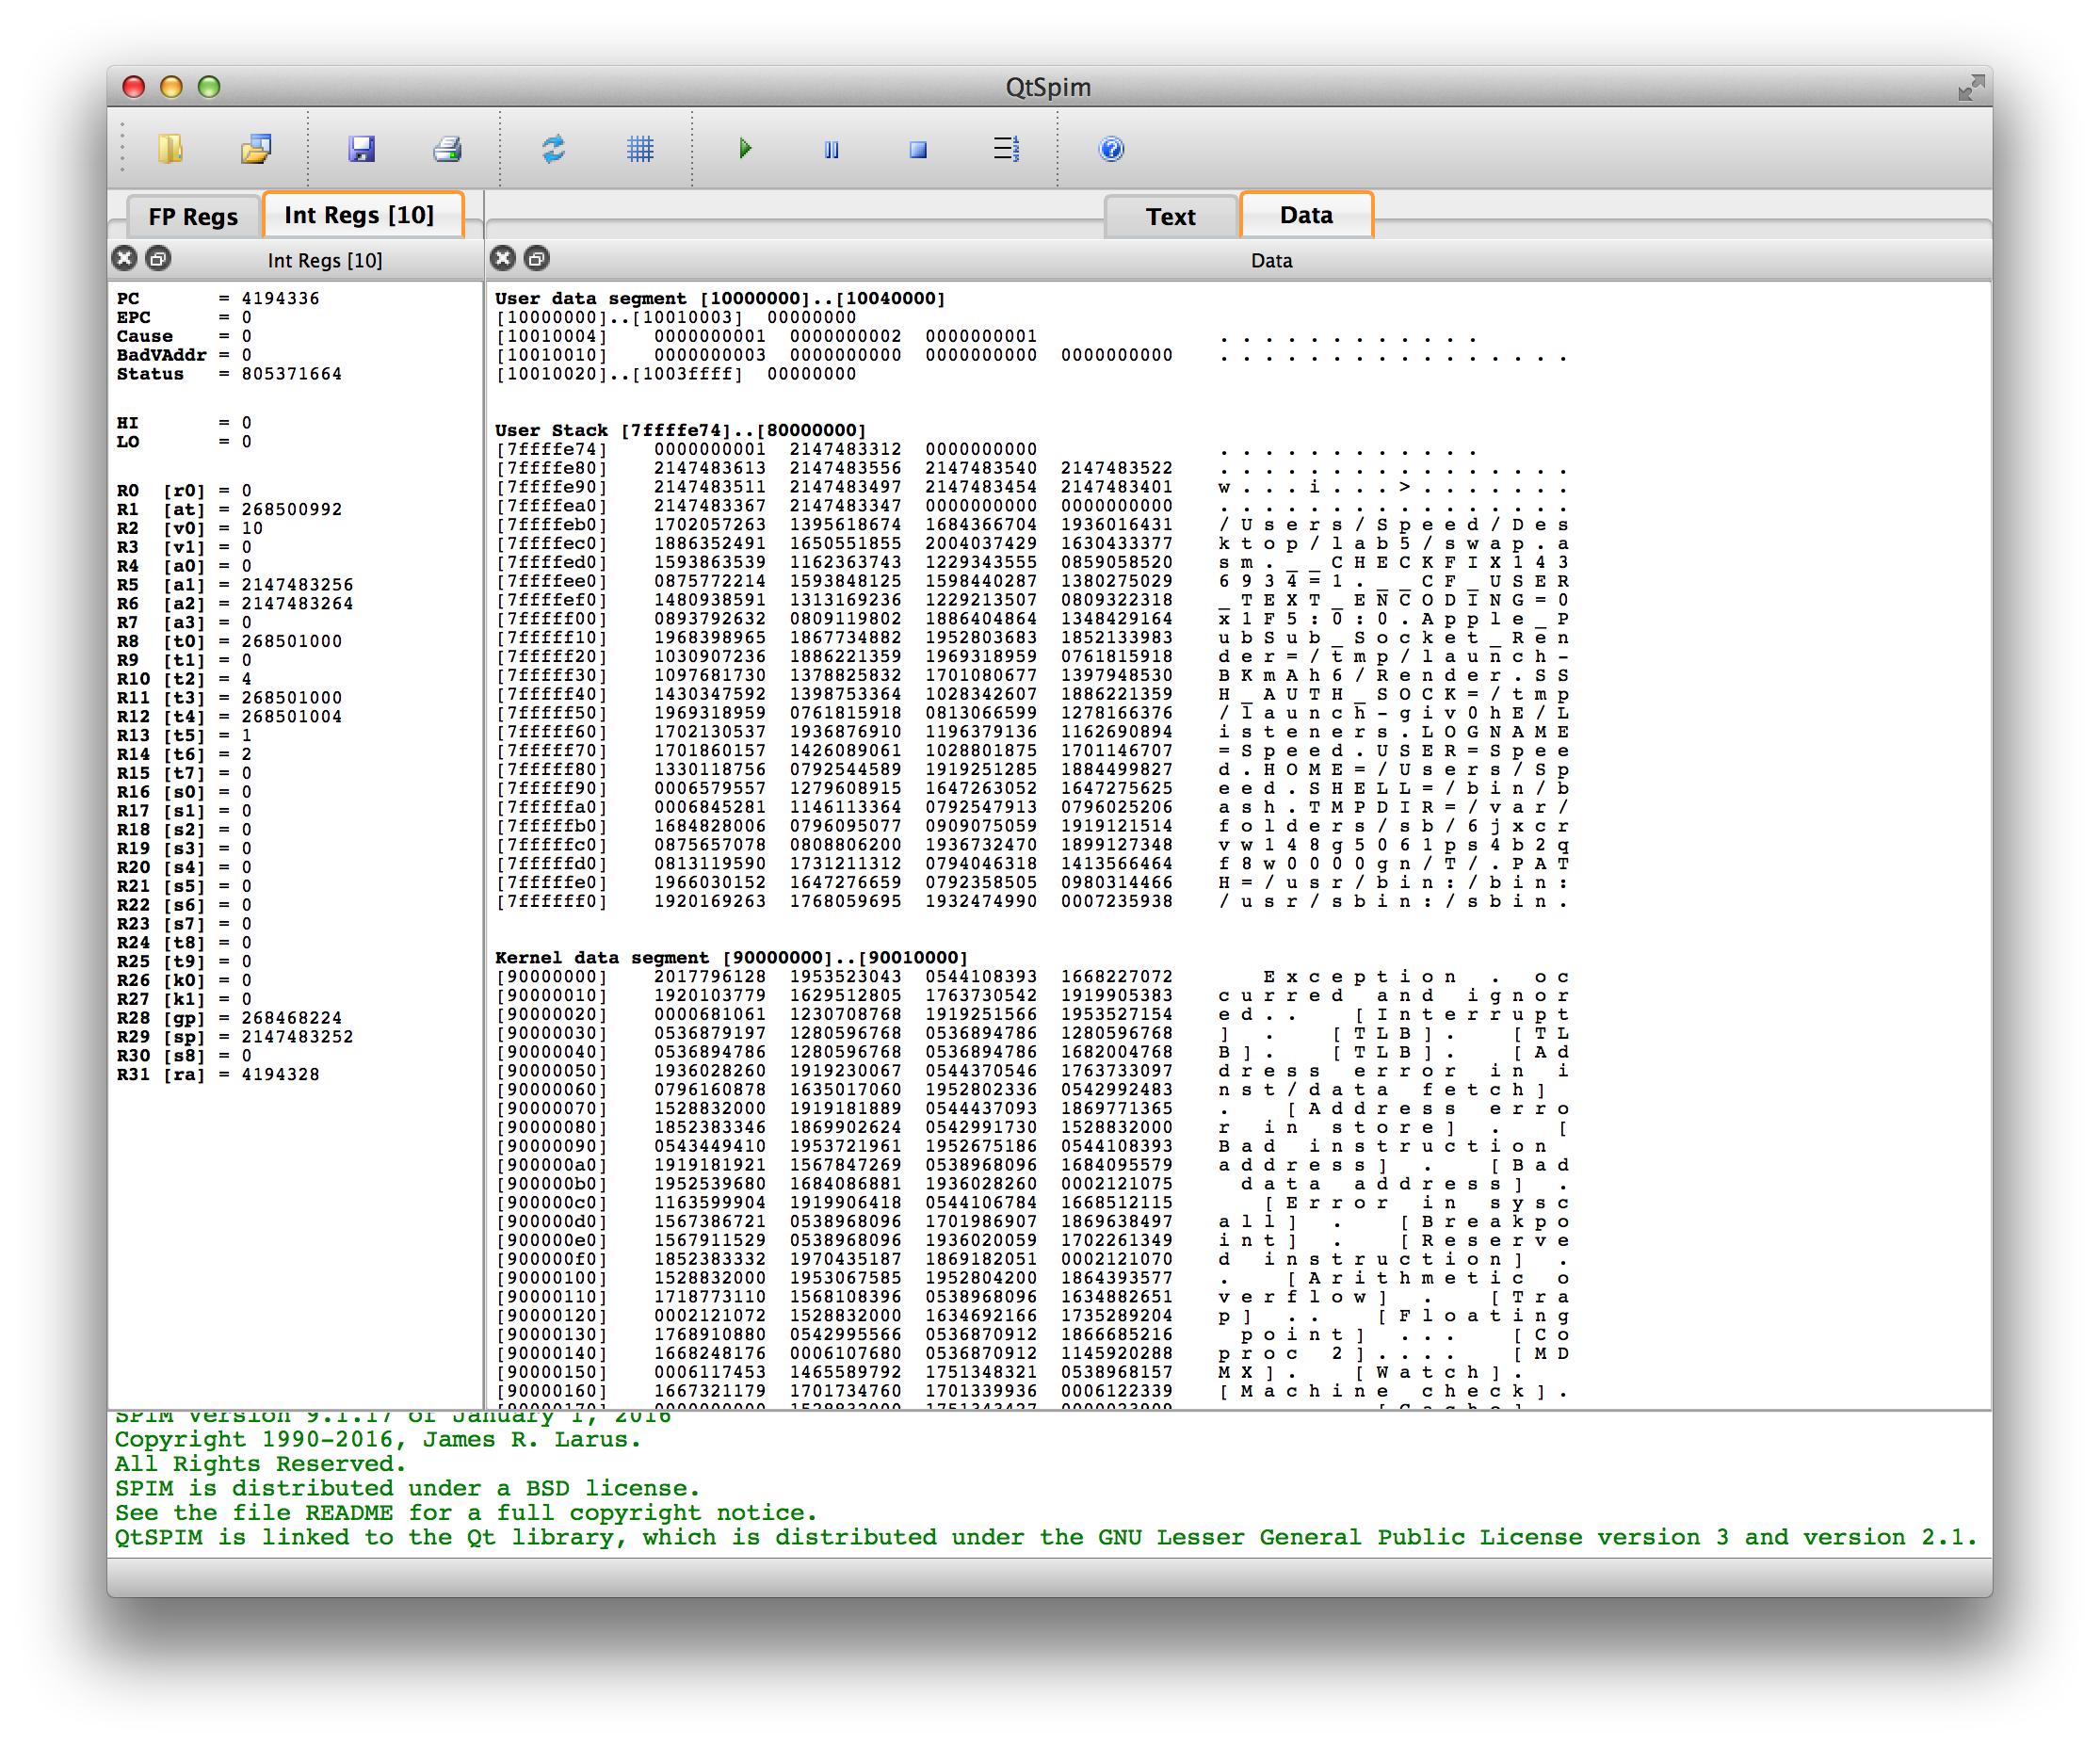 QtSpim
FP Regs
Int Regs [10]
Text
Data
Int Regs [10]
Data
PC = 4194336
EPC = 0
Cause = 0
BadVAddr = 0
Status = 805371664
HI = 0
LO = 0
R0 [r0] = 0
R1 [at] = 268500992
R2 [v0] = 10
R3 [v1] = 0
R4 [a0] = 0
R5 [a1] = 2147483256
R6 [a2] = 2147483264
R7 [a3] = 0
R8 [t0] = 268501000
R9 [t1] = 0
R10 [t2] = 4
R11 [t3] = 268501000
R12 [t4] = 268501004
R13 [t5] = 1
R14 [t6] = 2
R15 [t7] = 0
R16 [s0] = 0
R17 [s1] = 0
R18 [s2] = 0
R19 [s3] = 0
R20 [s4] = 0
R21 [s5] = 0
R22 [s6] = 0
R23 [s7] = 0
R24 [t8] = 0
R25 [t9] = 0
R26 [k0] = 0
R27 [k1] = 0
R28 [gp] = 268468224
R29 [sp] = 2147483252
R30 [s8] = 0
R31 [ra] = 4194328
User data segment [10000000]..[10040000]
[10000000]..[10010003] 00000000
[10010004] 0000000001 0000000002 0000000001 . . . . . . . . . . . .
[10010010] 0000000003 0000000000 0000000000 0000000000 . . . . . . . . . . . . . . . .
[10010020]..[1003ffff] 00000000
User Stack [7ffffe74]..[80000000]
[7ffffe74] 0000000001 2147483312 0000000000 . . . . . . . . . . . .
[7ffffe80] 2147483613 2147483556 2147483540 2147483522 . . . . . . . . . . . . . . . .
[7ffffe90] 2147483511 2147483497 2147483454 2147483401 w . . . i . . . > . . . . . . .
[7ffffea0] 2147483367 2147483347 0000000000 0000000000 . . . . . . . . . . . . . . . .
[7ffffeb0] 1702057263 1395618674 1684366704 1936016431 / U s e r s / S p e e d / D e s
[7ffffec0] 1886352491 1650551855 2004037429 1630433377 k t o p / l a b 5 / s w a p . a
[7ffffed0] 1593863539 1162363743 1229343555 0859058520 s m . _ _ C H E C K F I X 1 4 3
[7ffffee0] 0875772214 1593848125 1598440287 1380275029 6 9 3 4 = 1 . _ _ C F _ U S E R
[7ffffef0] 1480938591 1313169236 1229213507 0809322318 _ T E X T _ E N C O D I N G = 0
[7fffff00] 0893792632 0809119802 1886404864 1348429164 x 1 F 5 : 0 : 0 . A p p l e _ P
[7fffff10] 1968398965 1867734882 1952803683 1852133983 u b S u b _ S o c k e t _ R e n
[7fffff20] 1030907236 1886221359 1969318959 0761815918 d e r = / t m p / l a u n c h -
[7fffff30] 1097681730 1378825832 1701080677 1397948530 B K m A h 6 / R e n d e r . S S
[7fffff40] 1430347592 1398753364 1028342607 1886221359 H _ A U T H _ S O C K = / t m p
[7fffff50] 1969318959 0761815918 0813066599 1278166376 / l a u n c h - g i v 0 h E / L
[7fffff60] 1702130537 1936876910 1196379136 1162690894 i s t e n e r s . L O G N A M E
[7fffff70] 1701860157 1426089061 1028801875 1701146707 = S p e e d . U S E R = S p e e
[7fffff80] 1330118756 0792544589 1919251285 1884499827 d . H O M E = / U s e r s / S p
[7fffff90] 0006579557 1279608915 1647263052 1647275625 e e d . S H E L L = / b i n / b
[7fffffa0] 0006845281 1146113364 0792547913 0796025206 a s h . T M P D I R = / v a r /
[7fffffb0] 1684828006 0796095077 0909075059 1919121514 f o l d e r s / s b / 6 j x c r
[7fffffc0] 0875657078 0808806200 1936732470 1899127348 v w 1 4 8 g 5 0 6 1 p s 4 b 2 q
[7fffffd0] 0813119590 1731211312 0794046318 1413566464 f 8 w 0 0 0 0 g n / T / . P A T
[7fffffe0] 1966030152 1647276659 0792358505 0980314466 H = / u s r / b i n : / b i n :
[7ffffff0] 1920169263 1768059695 1932474990 0007235938 / u s r / s b i n : / s b i n .
Kernel data segment [90000000]..[90010000]
[90000000] 2017796128 1953523043 0544108393 1668227072 E x c e p t i o n . o c
[90000010] 1920103779 1629512805 1763730542 1919905383 c u r r e d a n d i g n o r
[90000020] 0000681061 1230708768 1919251566 1953527154 e d . . [ I n t e r r u p t
[90000030] 0536879197 1280596768 0536894786 1280596768 ] . [ T L B ] . [ T L
[90000040] 0536894786 1280596768 0536894786 1682004768 B ] . [ T L B ] . [ A d
[90000050] 1936028260 1919230067 0544370546 1763733097 d r e s s e r r o r i n i
[90000060] 0796160878 1635017060 1952802336 0542992483 n s t / d a t a f e t c h ]
[90000070] 1528832000 1919181889 0544437093 1869771365 . [ A d d r e s s e r r o
[90000080] 1852383346 1869902624 0542991730 1528832000 r i n s t o r e ] . [
[90000090] 0543449410 1953721961 1952675186 0544108393 B a d i n s t r u c t i o n
[900000a0] 1919181921 1567847269 0538968096 1684095579 a d d r e s s ] . [ B a d
[900000b0] 1952539680 1684086881 1936028260 0002121075 d a t a a d d r e s s ] .
[900000c0] 1163599904 1919906418 0544106784 1668512115 [ E r r o r i n s y s c
[900000d0] 1567386721 0538968096 1701986907 1869638497 a l l ] . [ B r e a k p o
[900000e0] 1567911529 0538968096 1936020059 1702261349 i n t ] . [ R e s e r v e
[900000f0] 1852383332 1970435187 1869182051 0002121070 d i n s t r u c t i o n ] .
[90000100] 1528832000 1953067585 1952804200 1864393577 . [ A r i t h m e t i c o
[90000110] 1718773110 1568108396 0538968096 1634882651 v e r f l o w ] . [ T r a
[90000120] 0002121072 1528832000 1634692166 1735289204 p ] . . [ F l o a t i n g
[90000130] 1768910880 0542995566 0536870912 1866685216 p o i n t ] . . . [ C o
[90000140] 1668248176 0006107680 0536870912 1145920288 p r o c 2 ] . . . . [ M D
[90000150] 0006117453 1465589792 1751348321 0538968157 M X ] . [ W a t c h ] .
[90000160] 1667321179 1701734760 1701339936 0006122339 [ M a c h i n e c h e c k ] .
[90000170] 0000000000 1528832000 1751343427 0000023909 [ C a c h e ]
SPIM Version 9.1.17 of January 1, 2016
Copyright 1990-2016, James R. Larus.
All Rights Reserved.
SPIM is distributed under a BSD license.
See the file README for a full copyright notice.
QtSPIM is linked to the Qt library, which is distributed under the GNU Lesser General Public License version 3 and version 2.1.